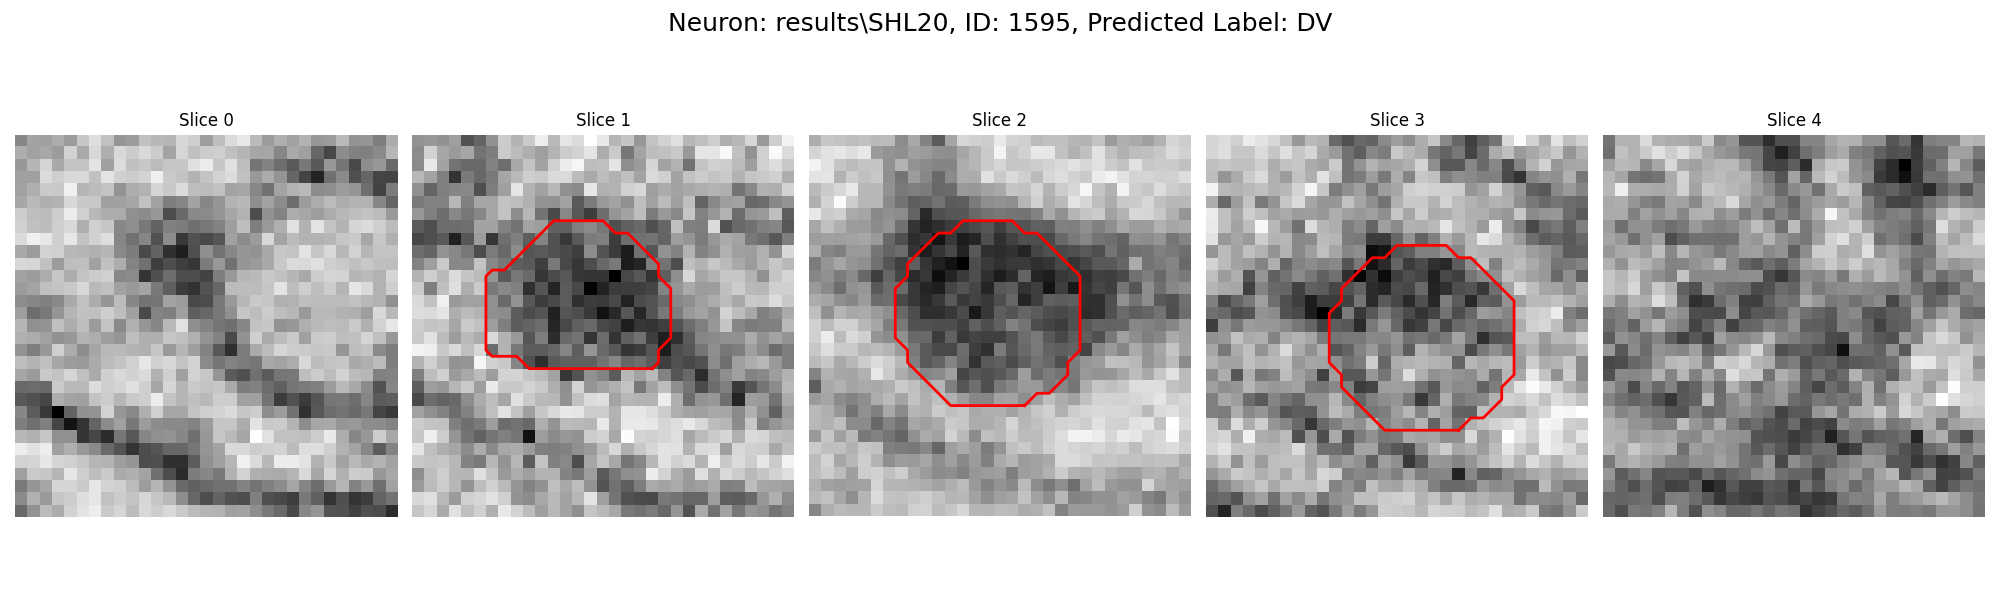 Neuron: results\SHL20, ID: 1595, Predicted Label: DV
Slice 0
Slice 1
Slice 2
Slice 3
Slice 4